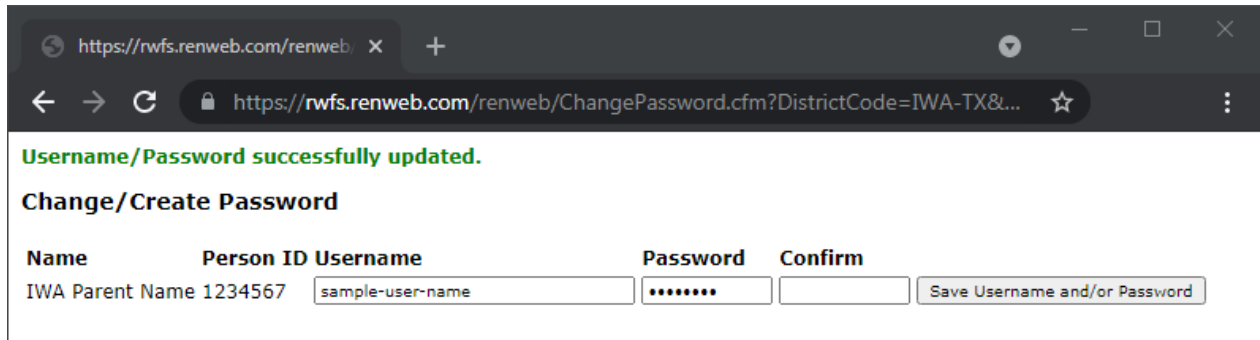 https://rwfs.renweb.com/renweb/
https://rwfs.renweb.com/renweb/ChangePassword.cfm?DistrictCode=IWA-TX&...
Username/Password successfully updated.
Change/Create Password
Name Person ID Username Password Confirm
IWA Parent Name 1234567 sample-user-name •••••••• Save Username and/or Password